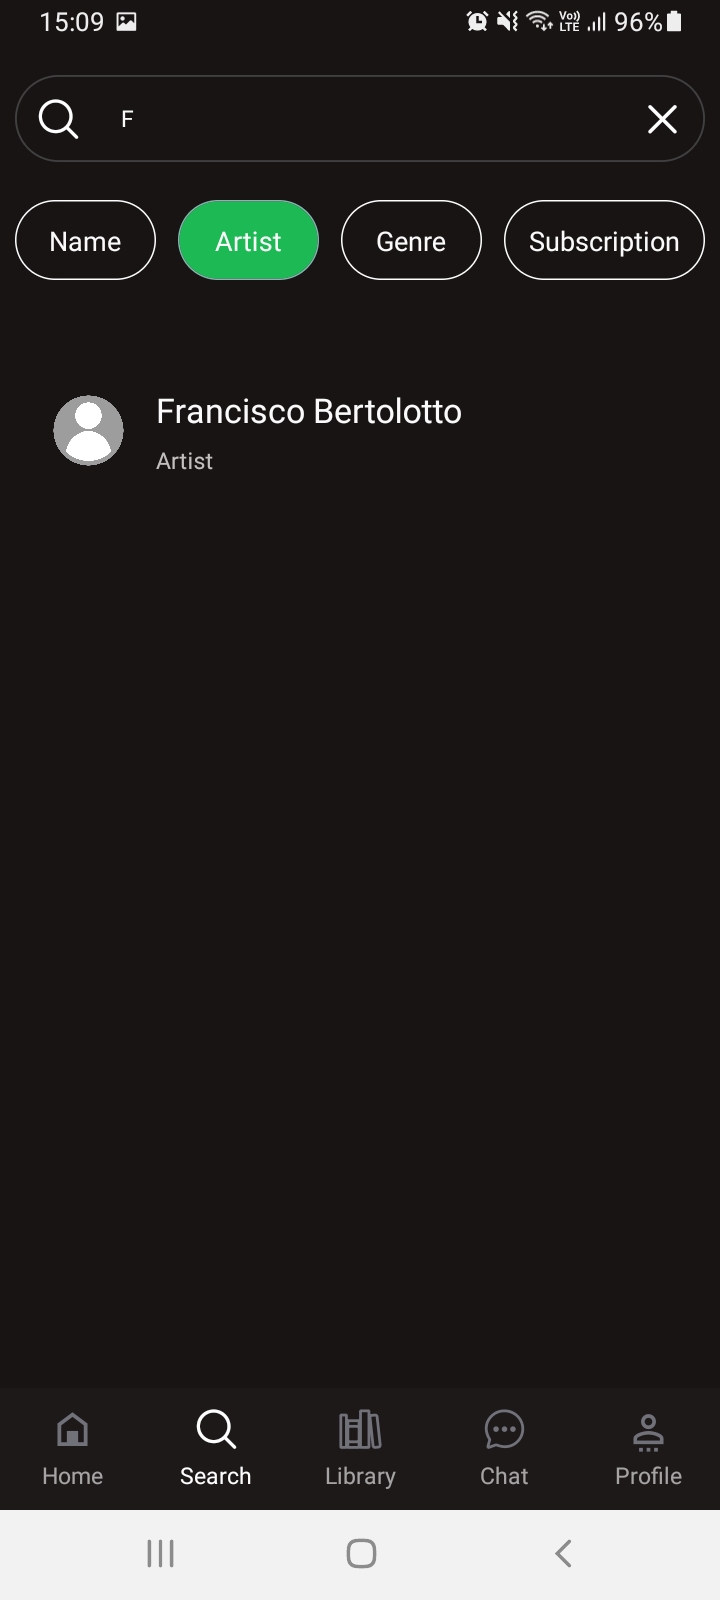 15:09 Vo)) LTE 96%
F
Name Artist Genre Subscription
Francisco Bertolotto
Artist
Home Search Library Chat Profile